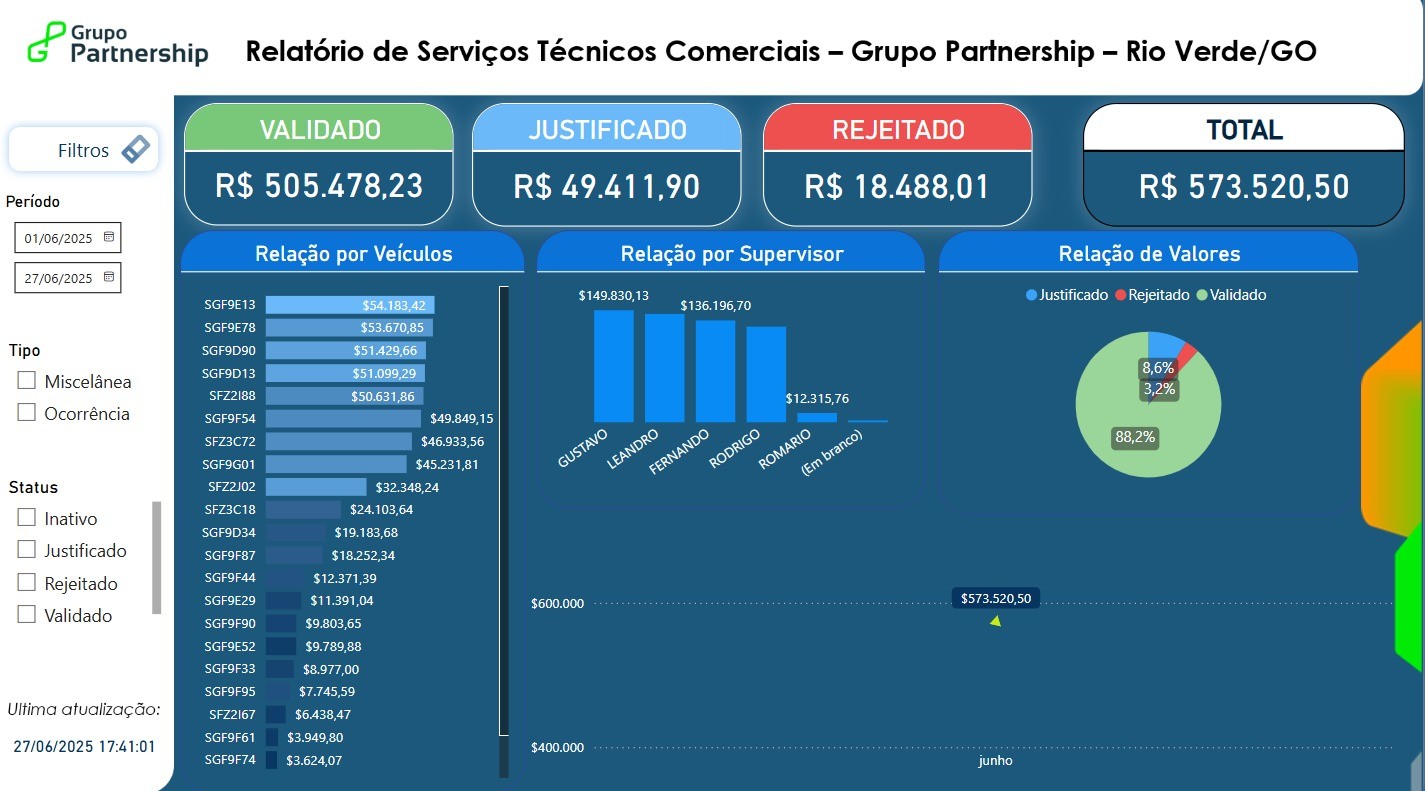 Grupo
Partnership
Relatório de Serviços Técnicos Comerciais – Grupo Partnership – Rio Verde/GO
Filtros
Período
01/06/2025
27/06/2025
Tipo
Miscelânea
Ocorrência
Status
Inativo
Justificado
Rejeitado
Validado
Ultima atualização:
27/06/2025 17:41:01
VALIDADO
R$ 505.478,23
JUSTIFICADO
R$ 49.411,90
REJEITADO
R$ 18.488,01
TOTAL
R$ 573.520,50
Relação por Veículos
SGF9E13 $54.183,42
SGF9E78 $53.670,85
SGF9D90 $51.429,66
SGF9D13 $51.099,29
SFZ2I88 $50.631,86
SGF9F54 $49.849,15
SFZ3C72 $46.933,56
SGF9G01 $45.231,81
SFZ2J02 $32.348,24
SFZ3C18 $24.103,64
SGF9D34 $19.183,68
SGF9F87 $18.252,34
SGF9F44 $12.371,39
SGF9E29 $11.391,04
SGF9F90 $9.803,65
SGF9E52 $9.789,88
SGF9F33 $8.977,00
SGF9F95 $7.745,59
SFZ2I67 $6.438,47
SGF9F61 $3.949,80
SGF9F74 $3.624,07
Relação por Supervisor
$149.830,13
$136.196,70
$12.315,76
GUSTAVO
LEANDRO
FERNANDO
RODRIGO
ROMARIO
(Em branco)
Relação de Valores
Justificado Rejeitado Validado
8,6%
3,2%
88,2%
$600.000
$573.520,50
$400.000
junho